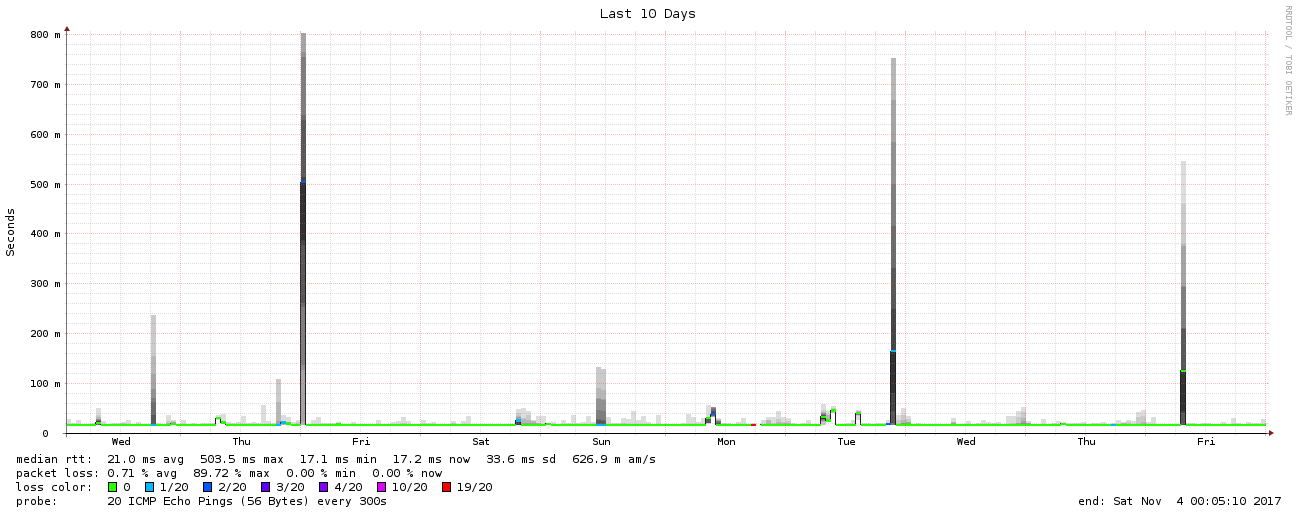 Last 10 Days
RRDTOOL / TOBI OETIKER
Seconds
800 m
700 m
600 m
500 m
400 m
300 m
200 m
100 m
0
Wed Thu Fri Sat Sun Mon Tue Wed Thu Fri
median rtt: 21.0 ms avg 503.5 ms max 17.1 ms min 17.2 ms now 33.6 ms sd 626.9 m am/s
packet loss: 0.71 % avg 89.72 % max 0.00 % min 0.00 % now
loss color: 0 1/20 2/20 3/20 4/20 10/20 19/20
probe: 20 ICMP Echo Pings (56 Bytes) every 300s end: Sat Nov 4 00:05:10 2017